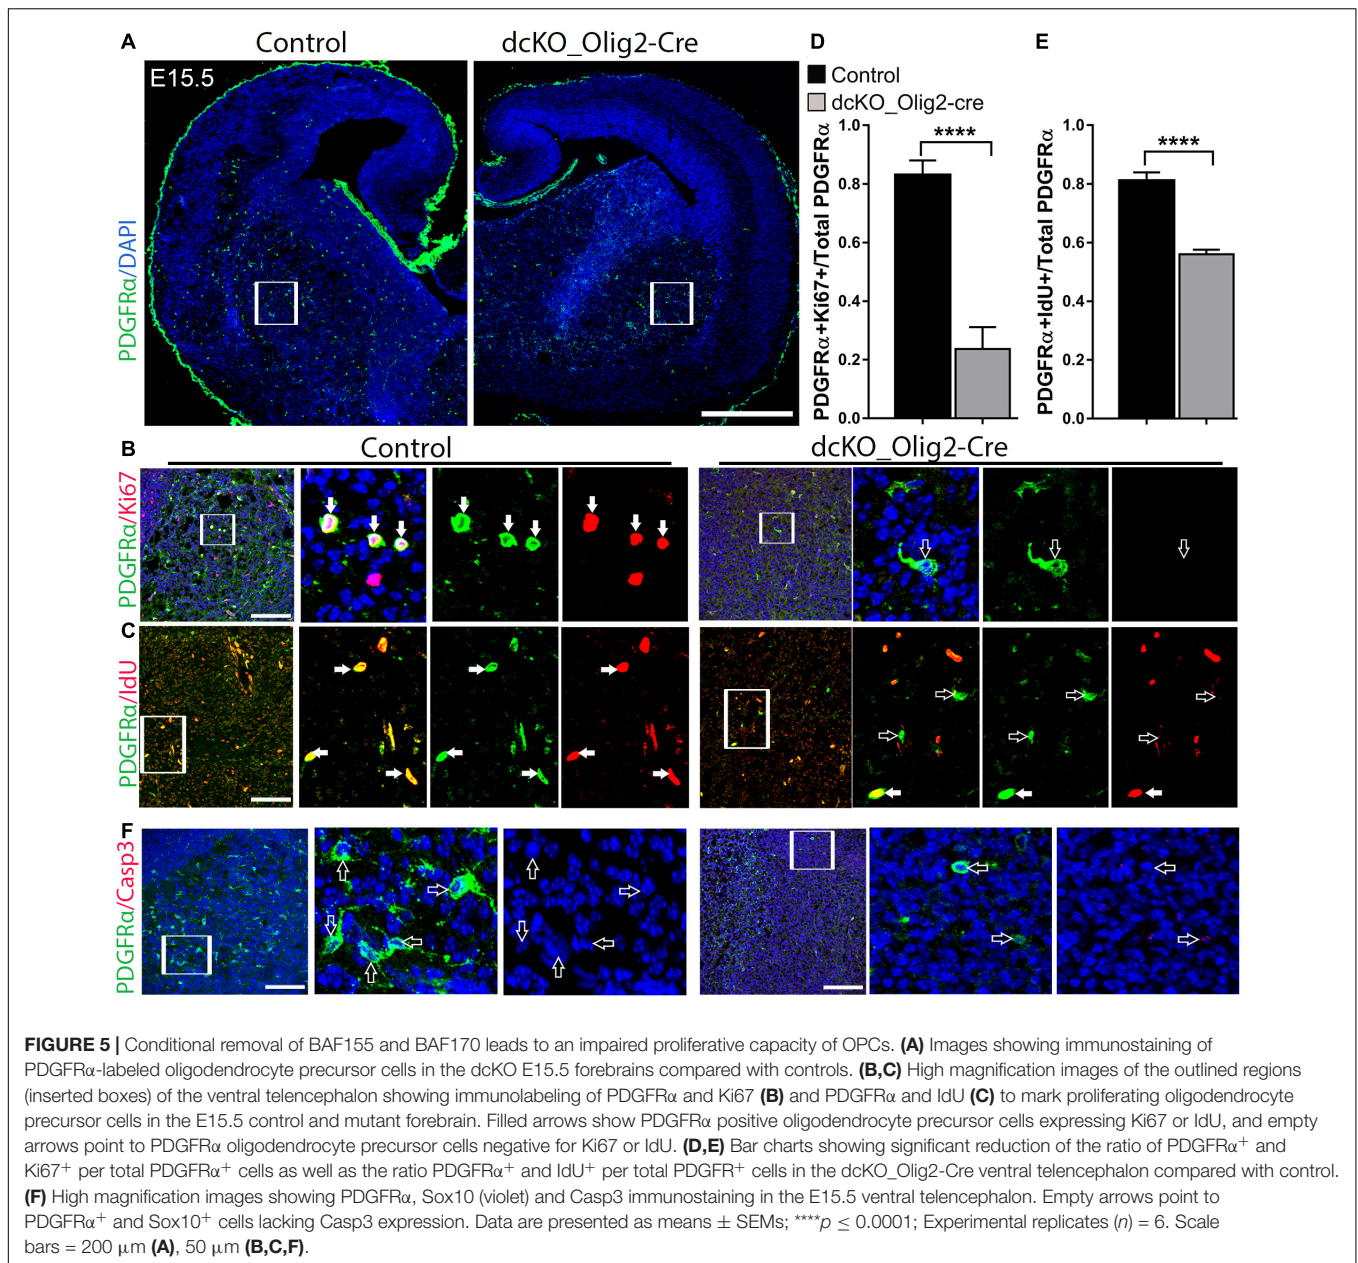 A
Control
dcKO_Olig2-Cre
D
E
E15.5
Control
dcKO_Olig2-cre
PDGFRα/DAPI
PDGFRα+Ki67+/Total PDGFRα
1.0
0.8
0.6
0.4
0.2
0.0
****
PDGFRα+IdU+/Total PDGFRα
1.0
0.8
0.6
0.4
0.2
0.0
****
B
Control
dcKO_Olig2-Cre
PDGFRα/Ki67
C
PDGFRα/IdU
F
PDGFRα/Casp3
FIGURE 5 | Conditional removal of BAF155 and BAF170 leads to an impaired proliferative capacity of OPCs. (A) Images showing immunostaining of
PDGFRα-labeled oligodendrocyte precursor cells in the dcKO E15.5 forebrains compared with controls. (B,C) High magnification images of the outlined regions
(inserted boxes) of the ventral telencephalon showing immunolabeling of PDGFRα and Ki67 (B) and PDGFRα and IdU (C) to mark proliferating oligodendrocyte
precursor cells in the E15.5 control and mutant forebrain. Filled arrows show PDGFRα positive oligodendrocyte precursor cells expressing Ki67 or IdU, and empty
arrows point to PDGFRα oligodendrocyte precursor cells negative for Ki67 or IdU. (D,E) Bar charts showing significant reduction of the ratio of PDGFRα⁺ and
Ki67⁺ per total PDGFRα⁺ cells as well as the ratio PDGFRα⁺ and IdU⁺ per total PDGFR⁺ cells in the dcKO_Olig2-Cre ventral telencephalon compared with control.
(F) High magnification images showing PDGFRα, Sox10 (violet) and Casp3 immunostaining in the E15.5 ventral telencephalon. Empty arrows point to
PDGFRα⁺ and Sox10⁺ cells lacking Casp3 expression. Data are presented as means ± SEMs; ****p ≤ 0.0001; Experimental replicates (n) = 6. Scale
bars = 200 μm (A), 50 μm (B,C,F).